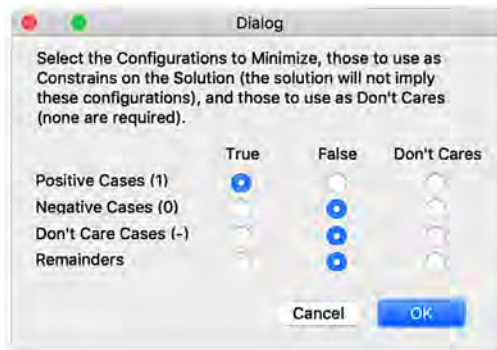 Dialog
Select the Configurations to Minimize, those to use as
Constrains on the Solution (the solution will not imply
these configurations), and those to use as Don't Cares
(none are required).
True False Don't Cares
Positive Cases (1)
Negative Cases (0)
Don't Care Cases (-)
Remainders
Cancel OK